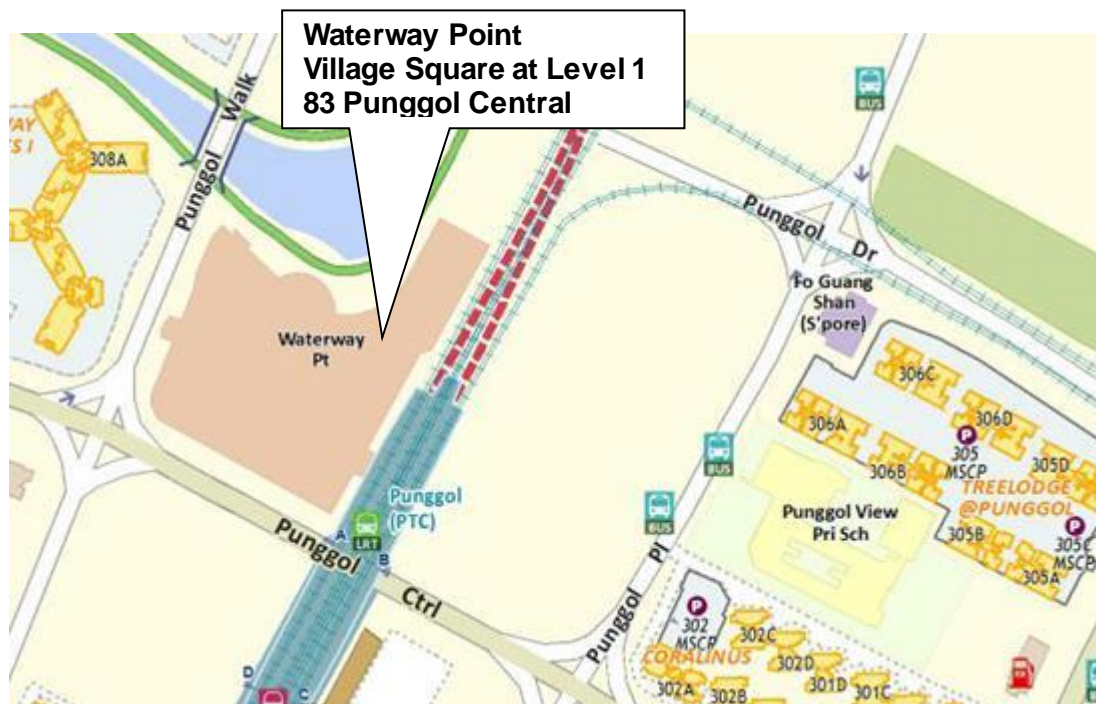 Waterway Point
Village Square at Level 1
83 Punggol Central
BUS
WAY
S I
308A
Punggol Walk
Punggol Dr
Fo Guang
Shan
(S'pore)
Waterway
Pt
306C
306A
306D
P
305
MSCP
305D
306B
BUS
TREELODGE
@PUNGGOL
Punggol
(PTC)
BUS
Punggol View
Pri Sch
305B
P
305C
MSCP
305A
A
LRT
B
Punggol Ctrl
Punggol Pl
P
302
MSCP
302C
CORALINUS
302D
301D
301C
302A
302B
D
C